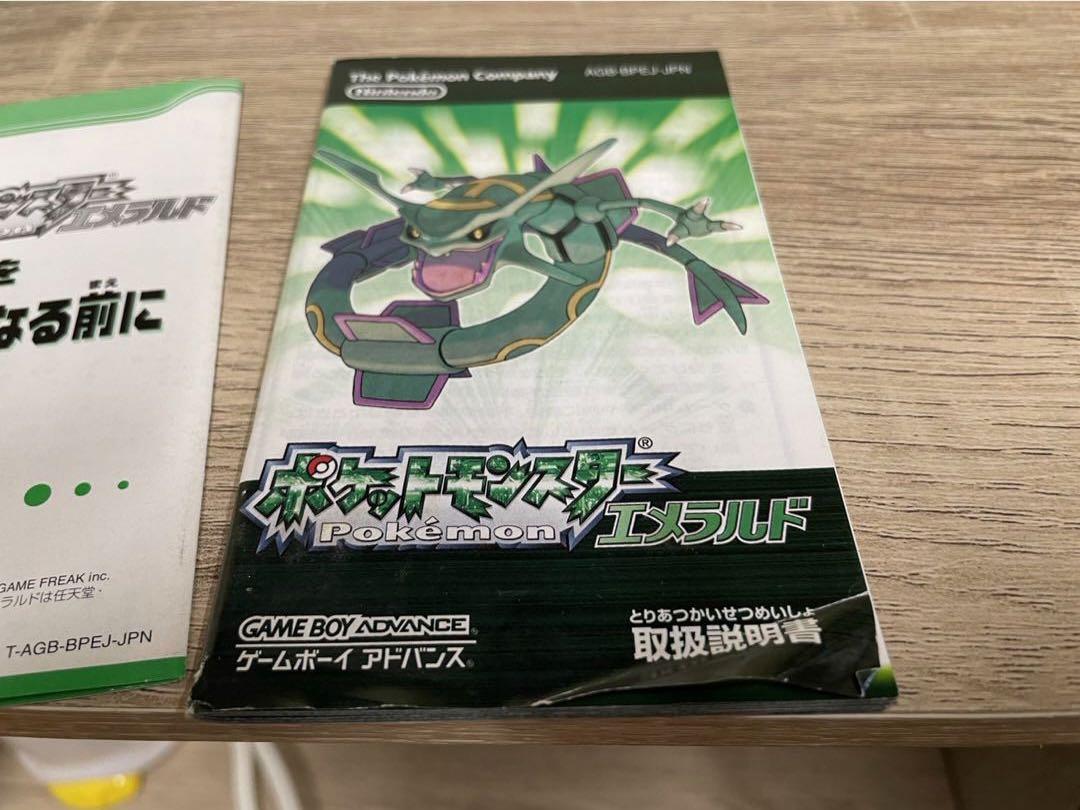 エメラルド
を
まえ
なる前に
GAME FREAK inc.
ラルドは任天堂・
T-AGB-BPEJ-JPN
The Pokémon Company
AGB-BPEJ-JPN
Nintendo
ポケットモンスター®
Pokémon
エメラルド
GAME BOY ADVANCE
ゲームボーイ アドバンス
とりあつかいせつめいしょ
取扱説明書